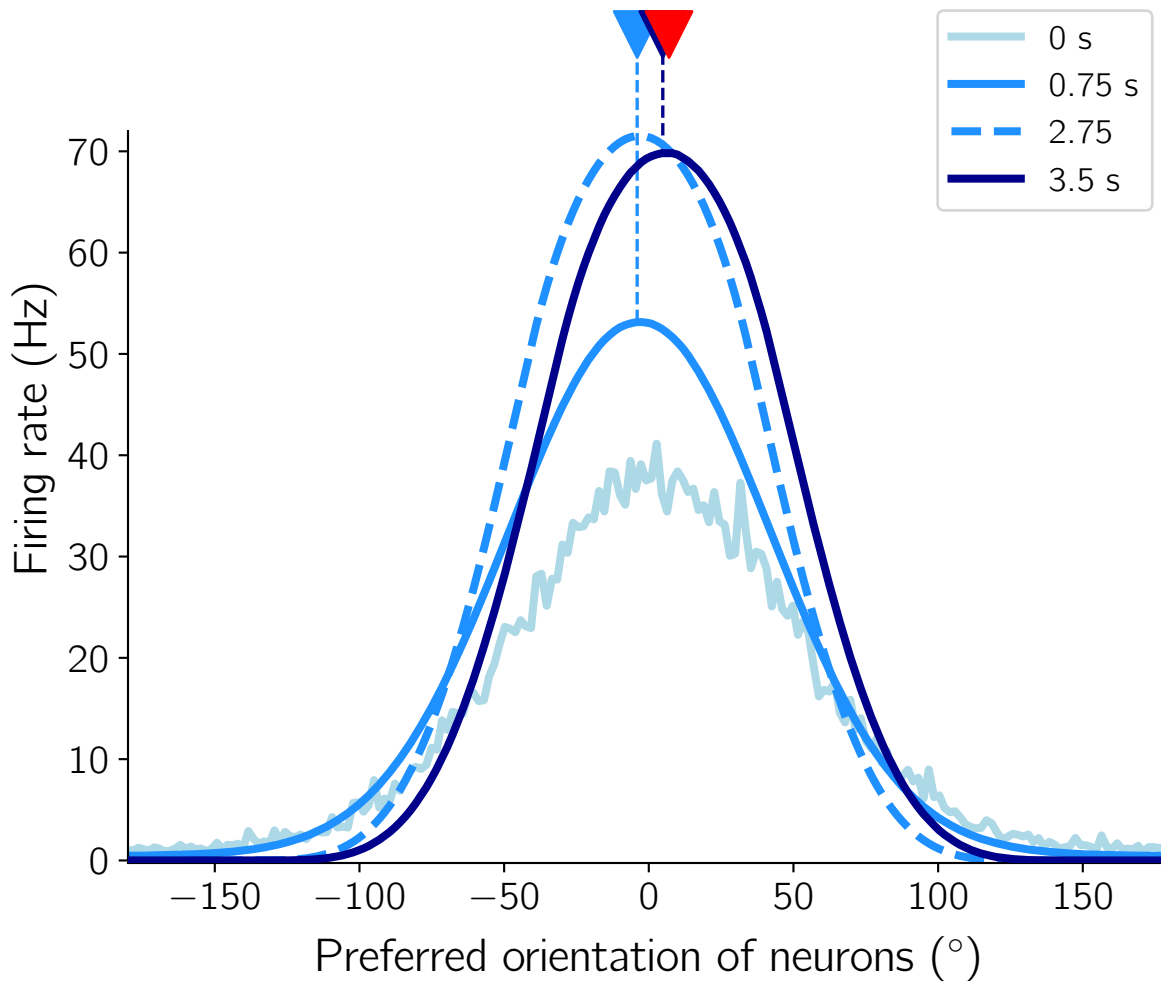 0 s
0.75 s
2.75
3.5 s
70
60
50
40
30
20
10
0
Firing rate (Hz)
−150 −100 −50 0 50 100 150
Preferred orientation of neurons (°)